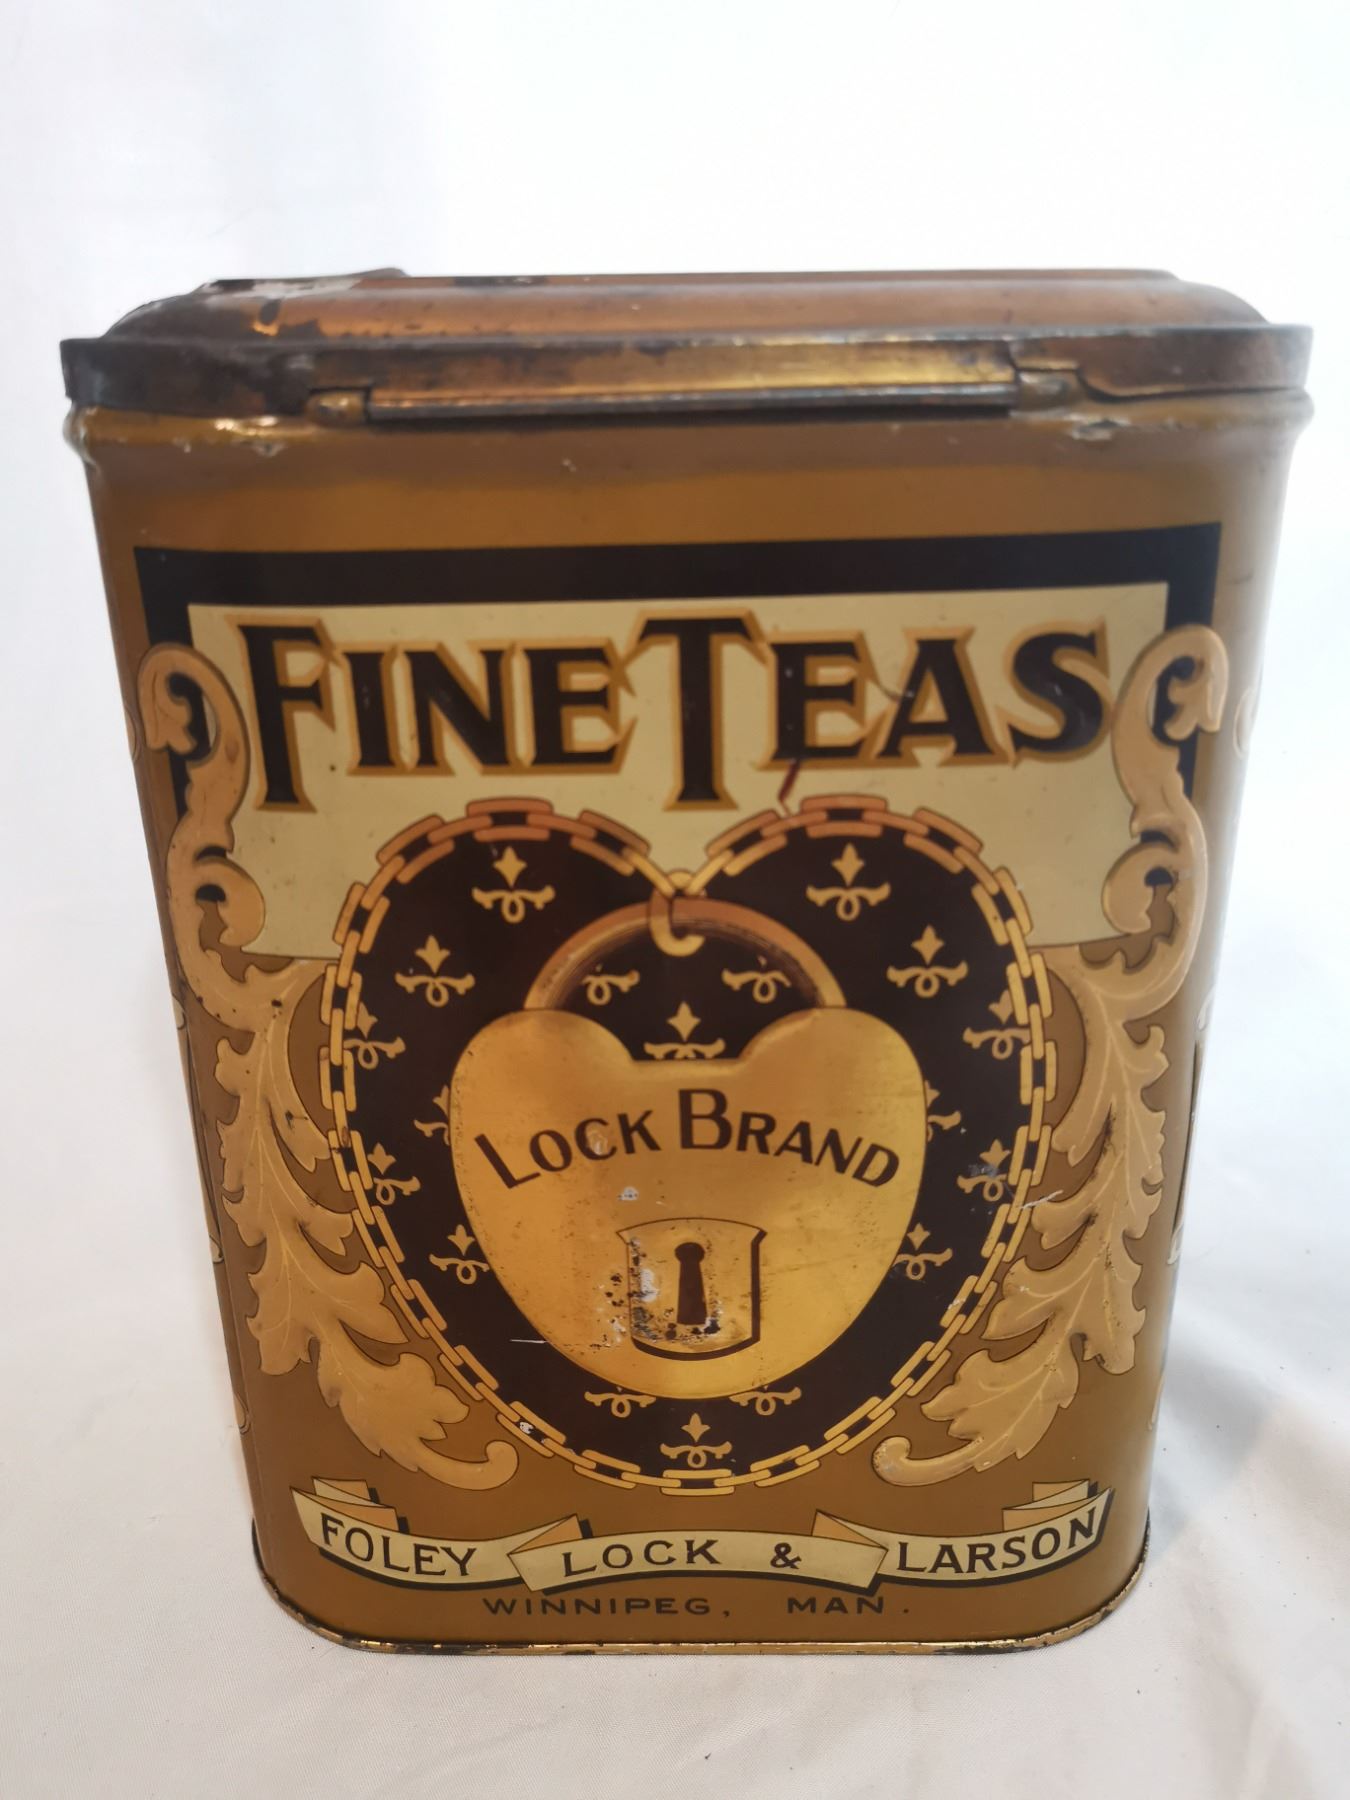 FINE TEAS
LOCK BRAND
FOLEY LOCK & LARSON
WINNIPEG, MAN.